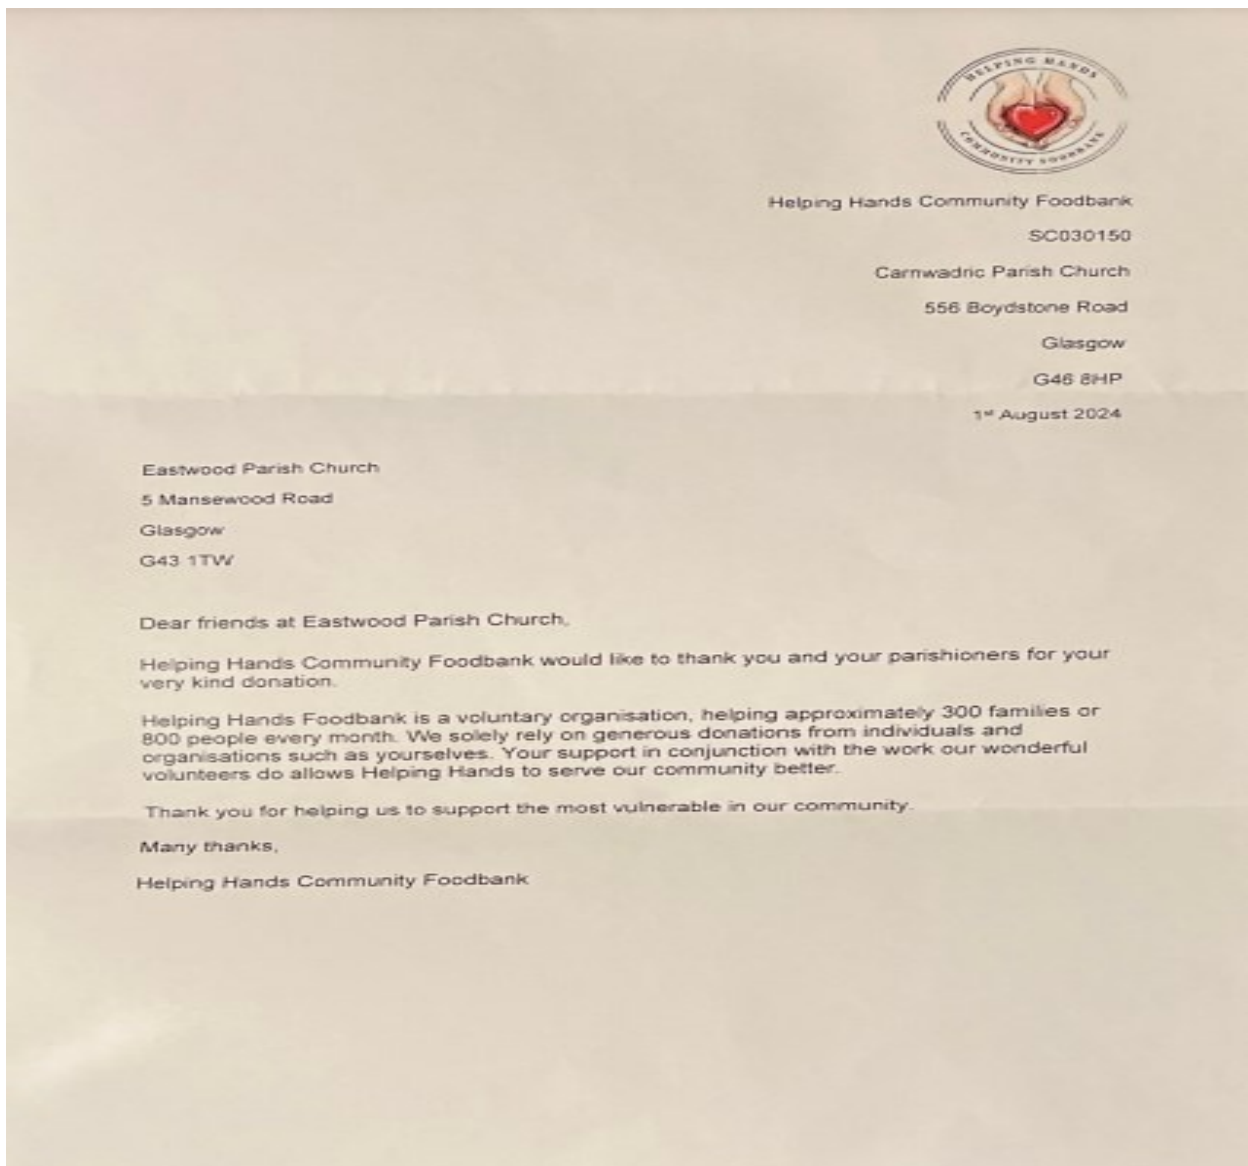 HELPING HANDS
COMMUNITY FOODBANK
Helping Hands Community Foodbank
SC030150
Carnwadric Parish Church
556 Boydstone Road
Glasgow
G46 8HP
1st August 2024
Eastwood Parish Church
5 Mansewood Road
Glasgow
G43 1TW
Dear friends at Eastwood Parish Church,
Helping Hands Community Foodbank would like to thank you and your parishioners for your
very kind donation.
Helping Hands Foodbank is a voluntary organisation, helping approximately 300 families or
800 people every month. We solely rely on generous donations from individuals and
organisations such as yourselves. Your support in conjunction with the work our wonderful
volunteers do allows Helping Hands to serve our community better.
Thank you for helping us to support the most vulnerable in our community.
Many thanks,
Helping Hands Community Foodbank